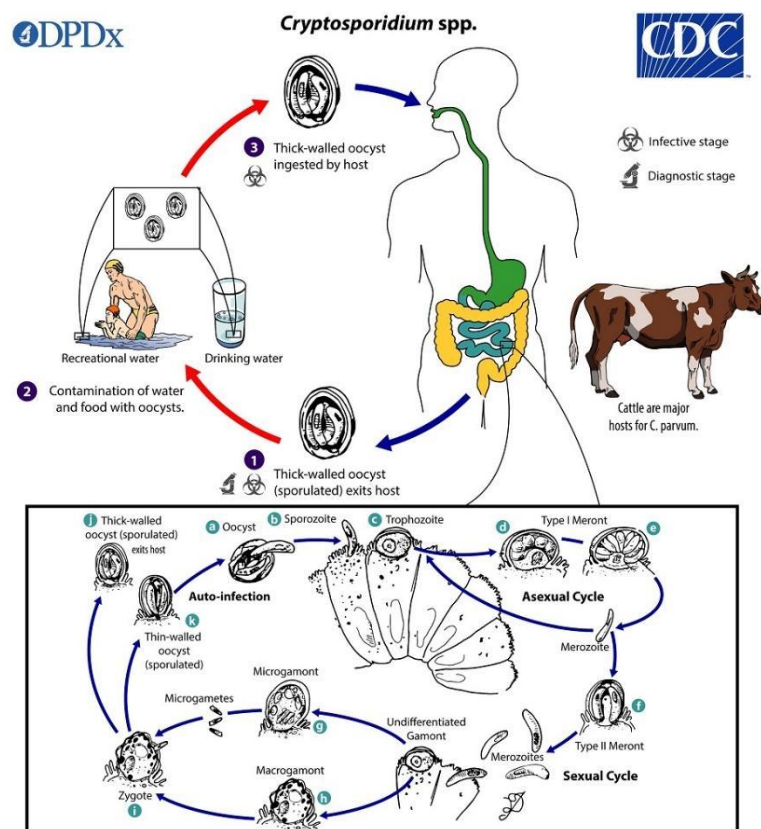 DPDx
Cryptosporidium spp.
CDC
3 Thick-walled oocyst
ingested by host
Infective stage
Diagnostic stage
Recreational water
Drinking water
2 Contamination of water
and food with oocysts.
Cattle are major
hosts for C. parvum.
1 Thick-walled oocyst
(sporulated) exits host
j Thick-walled
oocyst (sporulated)
exits host
a Oocyst
b Sporozoite
c Trophozoite
d
Type I Meront
e
Auto-infection
Asexual Cycle
k
Thin-walled
oocyst
(sporulated)
Merozoite
Microgamont
g
Microgametes
Undifferentiated
Gamont
f
Type II Meront
Merozoites
Sexual Cycle
Macrogamont
h
Zygote
i